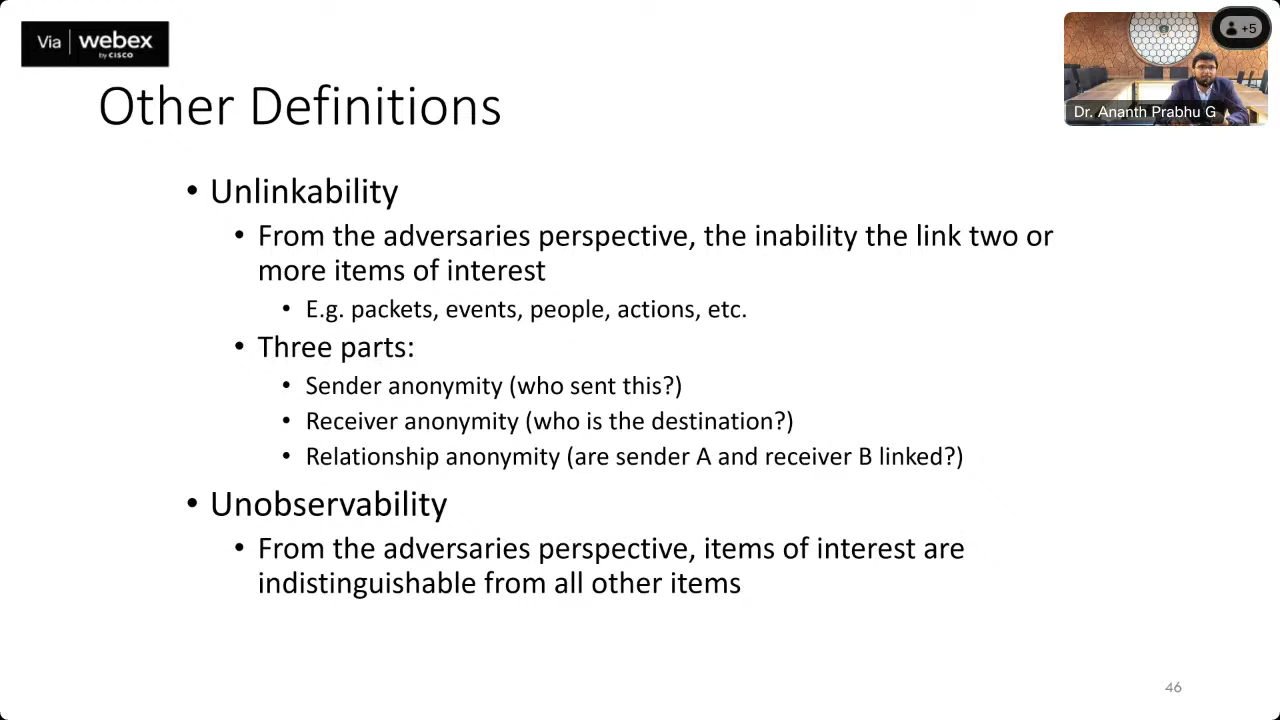 Via webex
by CISCO
+5
Dr. Ananth Prabhu G
Other Definitions
• Unlinkability
• From the adversaries perspective, the inability the link two or
more items of interest
• E.g. packets, events, people, actions, etc.
• Three parts:
• Sender anonymity (who sent this?)
• Receiver anonymity (who is the destination?)
• Relationship anonymity (are sender A and receiver B linked?)
• Unobservability
• From the adversaries perspective, items of interest are
indistinguishable from all other items
46